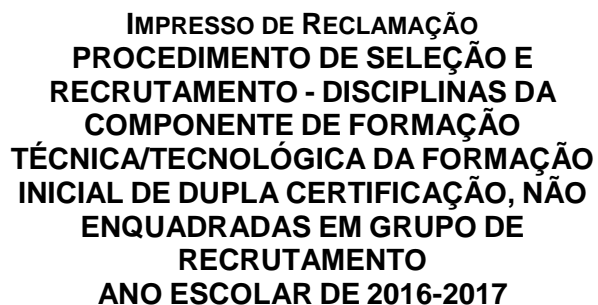 IMPRESSO DE RECLAMAÇÃO
PROCEDIMENTO DE SELEÇÃO E
RECRUTAMENTO - DISCIPLINAS DA
COMPONENTE DE FORMAÇÃO
TÉCNICA/TECNOLÓGICA DA FORMAÇÃO
INICIAL DE DUPLA CERTIFICAÇÃO, NÃO
ENQUADRADAS EM GRUPO DE
RECRUTAMENTO
ANO ESCOLAR DE 2016-2017